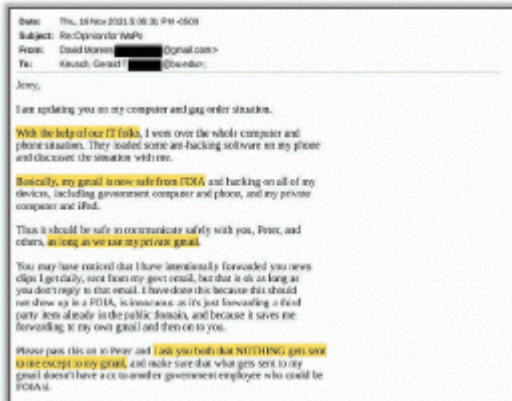 Date: Thu, 18 Nov 2021 5:06:31 PM -0500
Subject: Re:Opinion for WaPo
From: David Morens @gmail.com>
To: Keusch, Gerald T @bu.edu>;
Jerry,
I am updating you on my computer and gag order situation.
With the help of our IT folks, I went over the whole computer and
phone situation. They loaded some anti-hacking software on my phone
and discussed the situation with me.
Basically, my gmail is now safe from FOIA and hacking on all of my
devices, including government computer and phone, and my private
computer and iPad.
Thus it should be safe to communicate safely with you, Peter, and
others, as long as we use my private gmail.
You may have noticed that I have intentionally forwarded you news
clips I get daily, sent from my govt email, but that is ok as long as
you don't reply to that email. I have done this because this should
not show up in a FOIA, is innocuous as it's just forwarding a third
party item already in the public domain, and because it saves me
forwarding to my own gmail and then on to you.
Please pass this on to Peter and I ask you both that NOTHING gets sent
to me except to my gmail, and make sure that what gets sent to my
gmail doesn't have a cc to another government employee who could be
FOIA'd.